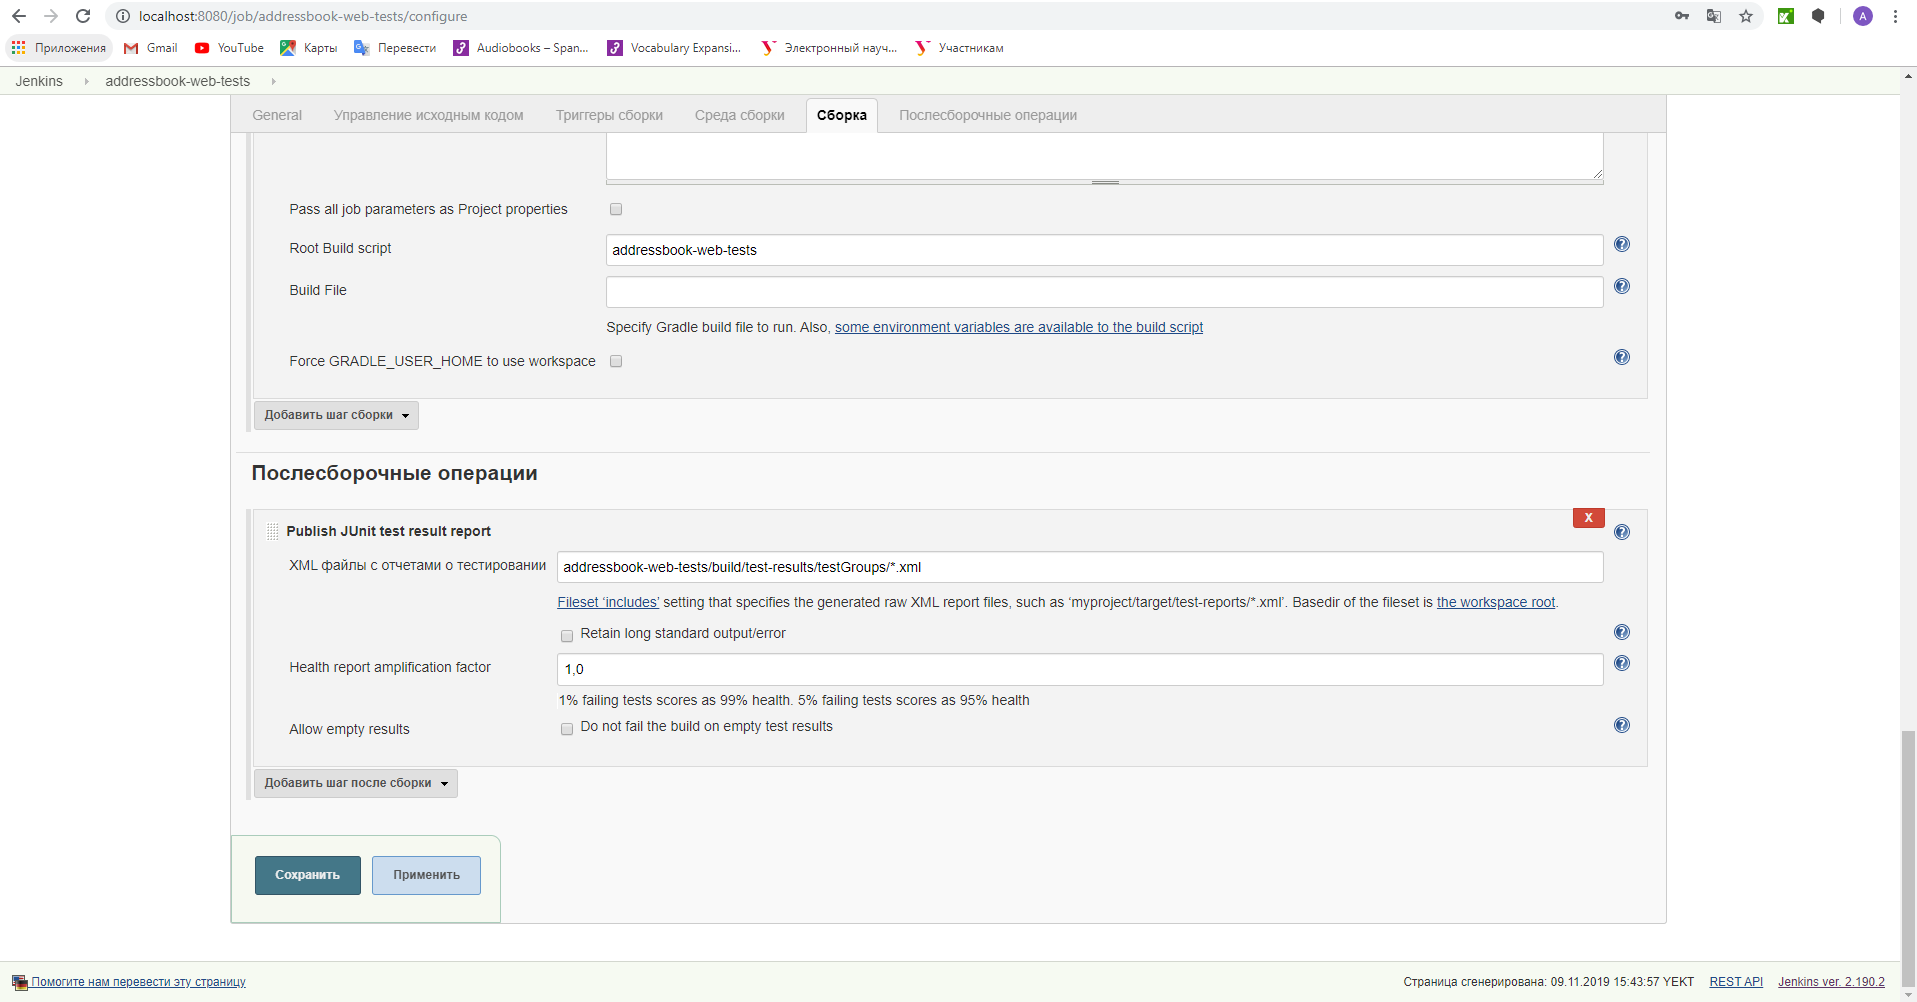 localhost:8080/job/addressbook-web-tests/configure
A
Приложения Gmail YouTube Карты Перевести Audiobooks – Span... Vocabulary Expansi... Электронный науч... Участникам
Jenkins addressbook-web-tests
General Управление исходным кодом Триггеры сборки Среда сборки Сборка Послесборочные операции
Pass all job parameters as Project properties
Root Build script addressbook-web-tests
Build File
Specify Gradle build file to run. Also, some environment variables are available to the build script
Force GRADLE_USER_HOME to use workspace
Добавить шаг сборки
Послесборочные операции
Publish JUnit test result report X
XML файлы с отчетами о тестировании addressbook-web-tests/build/test-results/testGroups/*.xml
Fileset ‘includes’ setting that specifies the generated raw XML report files, such as ‘myproject/target/test-reports/*.xml’. Basedir of the fileset is the workspace root.
Retain long standard output/error
Health report amplification factor 1,0
1% failing tests scores as 99% health. 5% failing tests scores as 95% health
Allow empty results Do not fail the build on empty test results
Добавить шаг после сборки
Сохранить Применить
Помогите нам перевести эту страницу Страница сгенерирована: 09.11.2019 15:43:57 YEKT REST API Jenkins ver. 2.190.2